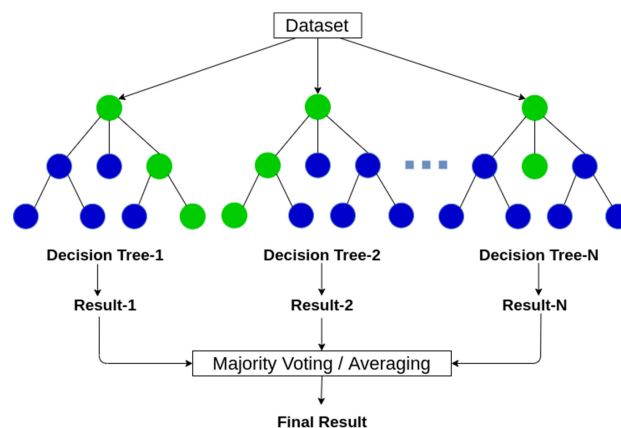 Dataset
Decision Tree-1
Decision Tree-2
Decision Tree-N
Result-1
Result-2
Result-N
Majority Voting / Averaging
Final Result